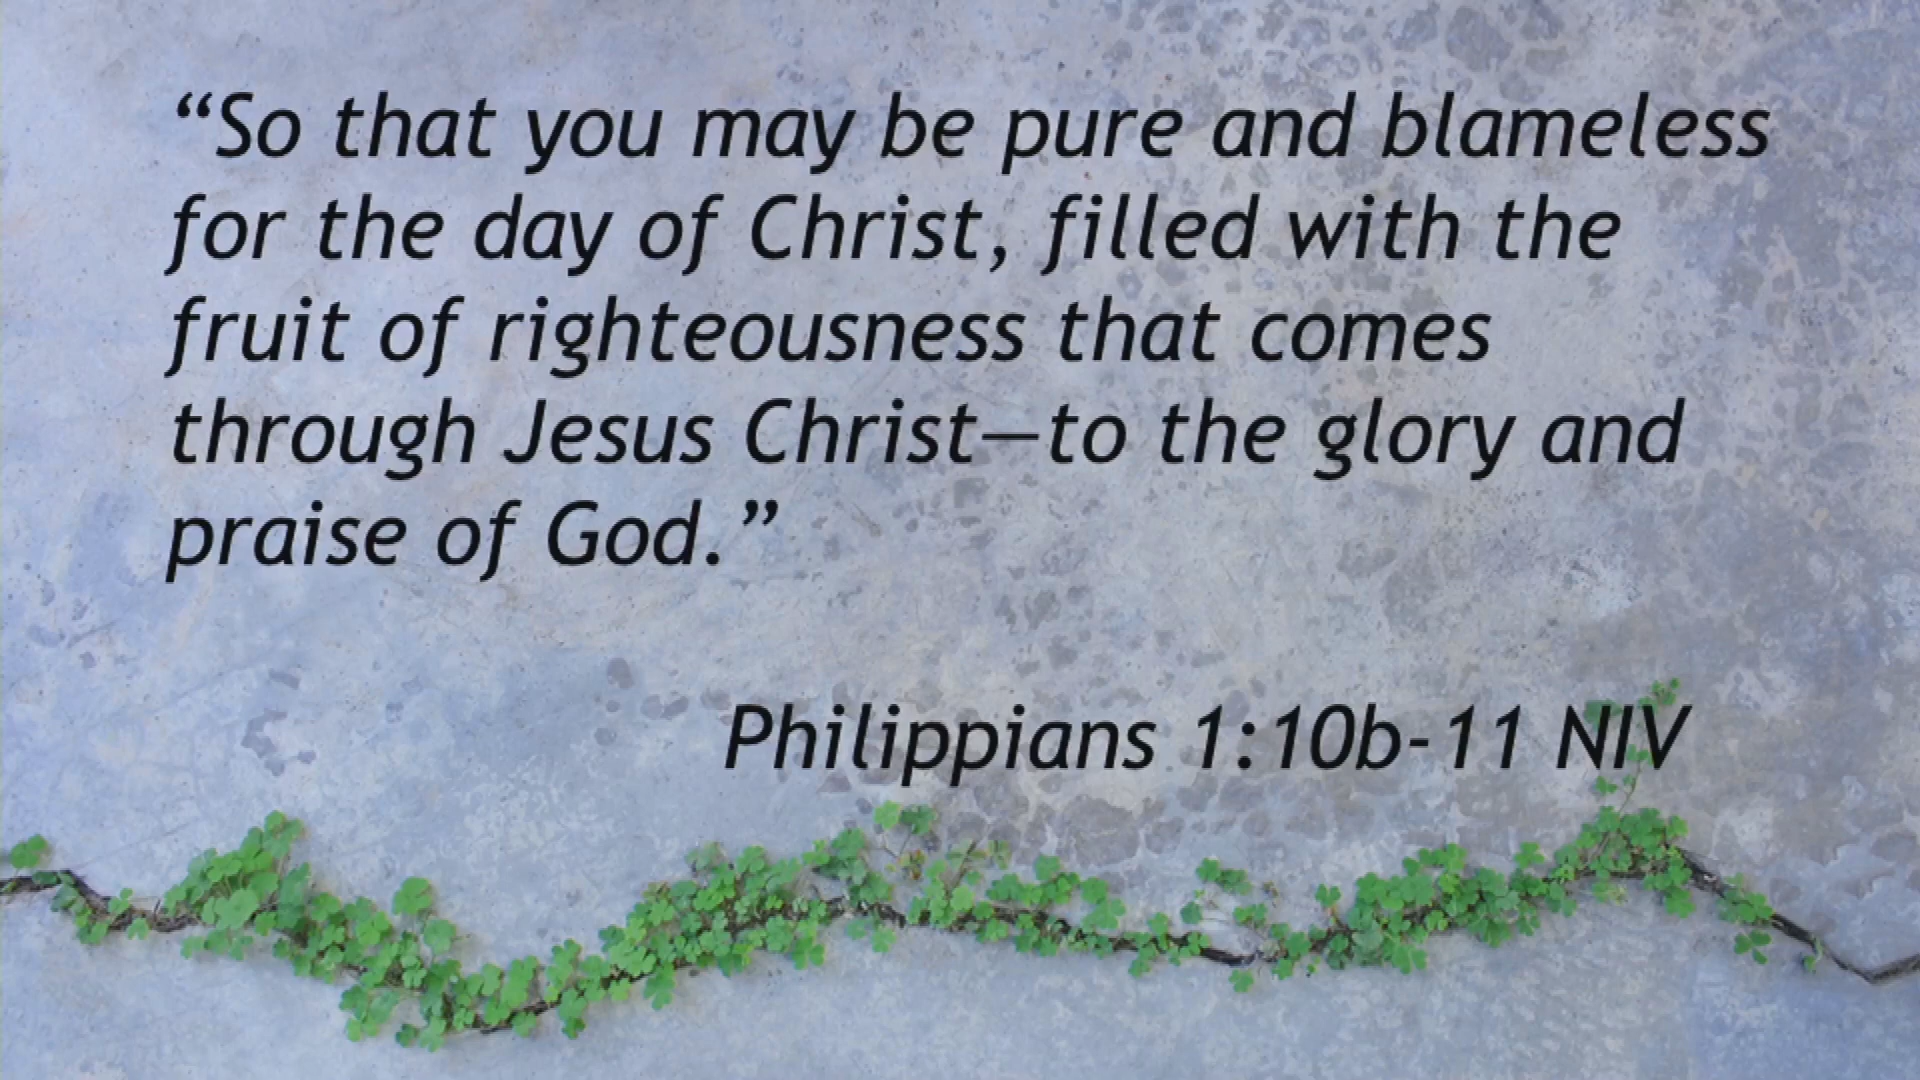 “So that you may be pure and blameless
for the day of Christ, filled with the
fruit of righteousness that comes
through Jesus Christ—to the glory and
praise of God.”
Philippians 1:10b-11 NIV